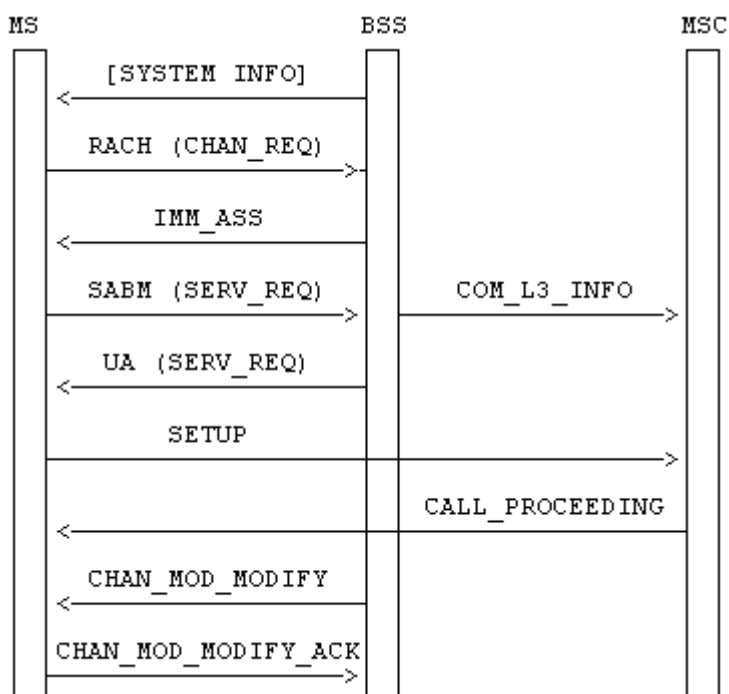 MS BSS MSC
[SYSTEM INFO]
RACH (CHAN_REQ)
IMM_ASS
SABM (SERV_REQ) COM_L3_INFO
UA (SERV_REQ)
SETUP
CALL_PROCEEDING
CHAN_MOD_MODIFY
CHAN_MOD_MODIFY_ACK